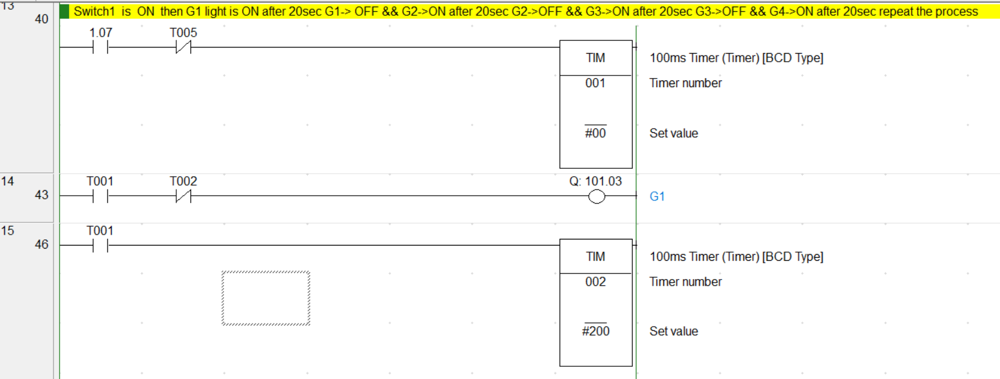 13
Switch1 is ON then G1 light is ON after 20sec G1-> OFF && G2->ON after 20sec G2->OFF && G3->ON after 20sec G3->OFF && G4->ON after 20sec repeat the process
40
1.07 T005
TIM 100ms Timer (Timer) [BCD Type]
001 Timer number
#00 Set value
14 T001 T002 Q: 101.03
43 G1
15 T001
46
TIM 100ms Timer (Timer) [BCD Type]
002 Timer number
#200 Set value